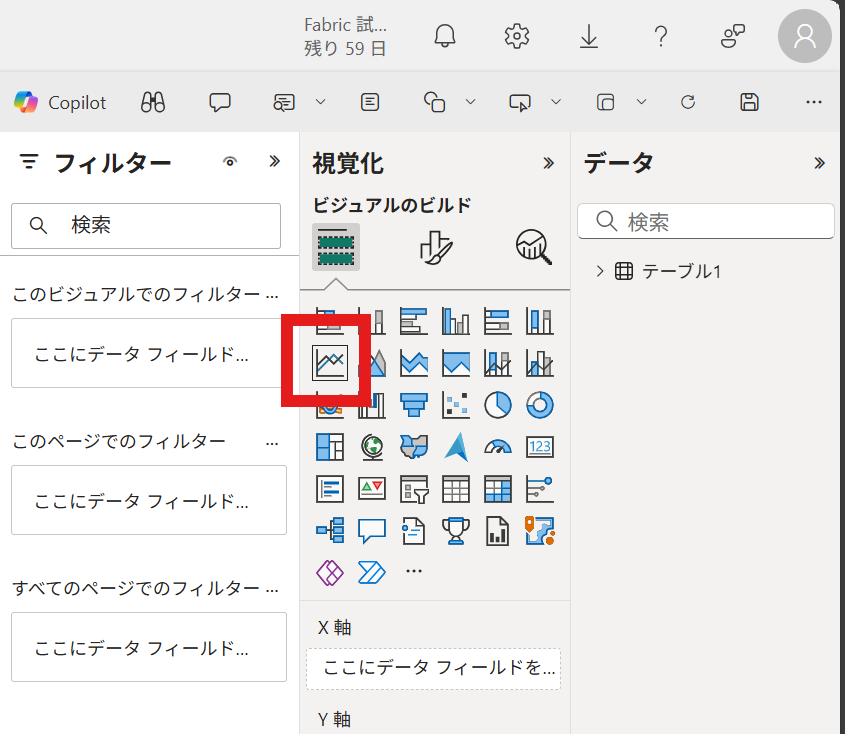 Fabric 試...
残り 59 日
Copilot
フィルター
検索
このビジュアルでのフィルター ...
ここにデータ フィールド...
このページでのフィルター ...
ここにデータ フィールド...
すべてのページでのフィルター ...
ここにデータ フィールド...
視覚化
ビジュアルのビルド
123
X 軸
ここにデータ フィールドを...
Y 軸
データ
検索
テーブル1